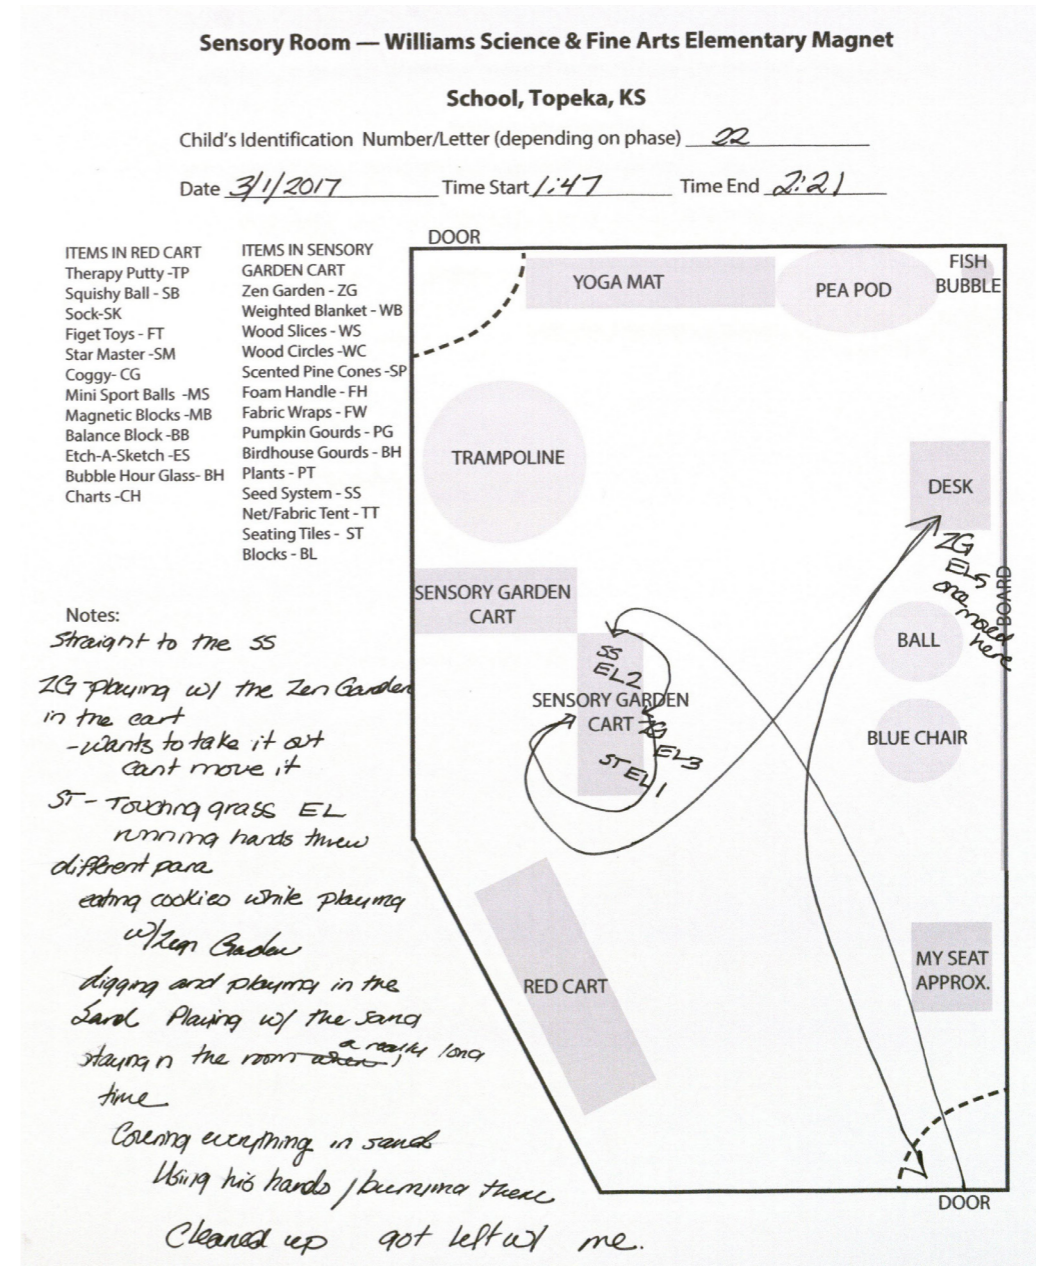 Sensory Room — Williams Science & Fine Arts Elementary Magnet
School, Topeka, KS
Child's Identification Number/Letter (depending on phase) 22
Date 3/1/2017 Time Start 1:47 Time End 2:21
ITEMS IN RED CART
Therapy Putty -TP
Squishy Ball - SB
Sock-SK
Figet Toys - FT
Star Master -SM
Coggy- CG
Mini Sport Balls -MS
Magnetic Blocks -MB
Balance Block -BB
Etch-A-Sketch -ES
Bubble Hour Glass- BH
Charts -CH
ITEMS IN SENSORY
GARDEN CART
Zen Garden - ZG
Weighted Blanket - WB
Wood Slices - WS
Wood Circles -WC
Scented Pine Cones -SP
Foam Handle - FH
Fabric Wraps - FW
Pumpkin Gourds - PG
Birdhouse Gourds - BH
Plants - PT
Seed System - SS
Net/Fabric Tent - TT
Seating Tiles - ST
Blocks - BL
DOOR
YOGA MAT
PEA POD
FISH
BUBBLE
TRAMPOLINE
DESK
ZG
EL5
one
moved
here
BOARD
SENSORY GARDEN
CART
BALL
SS
EL2
SENSORY GARDEN
CART
ZG
EL3
ST EL1
BLUE CHAIR
RED CART
MY SEAT
APPROX.
DOOR
Notes:
Straight to the SS
ZG-playing w/ the Zen Garden
in the cart
-wants to take it out
cant move it
ST - Touching grass EL
running hands threw
different para
eating cookies while playing
w/ Zen Garden
digging and playing in the
Sand. Playing w/ the sand
staying n the room a really long
time
Covering everything in sand
Using his hands / burying there
Cleaned up got left w/ me.